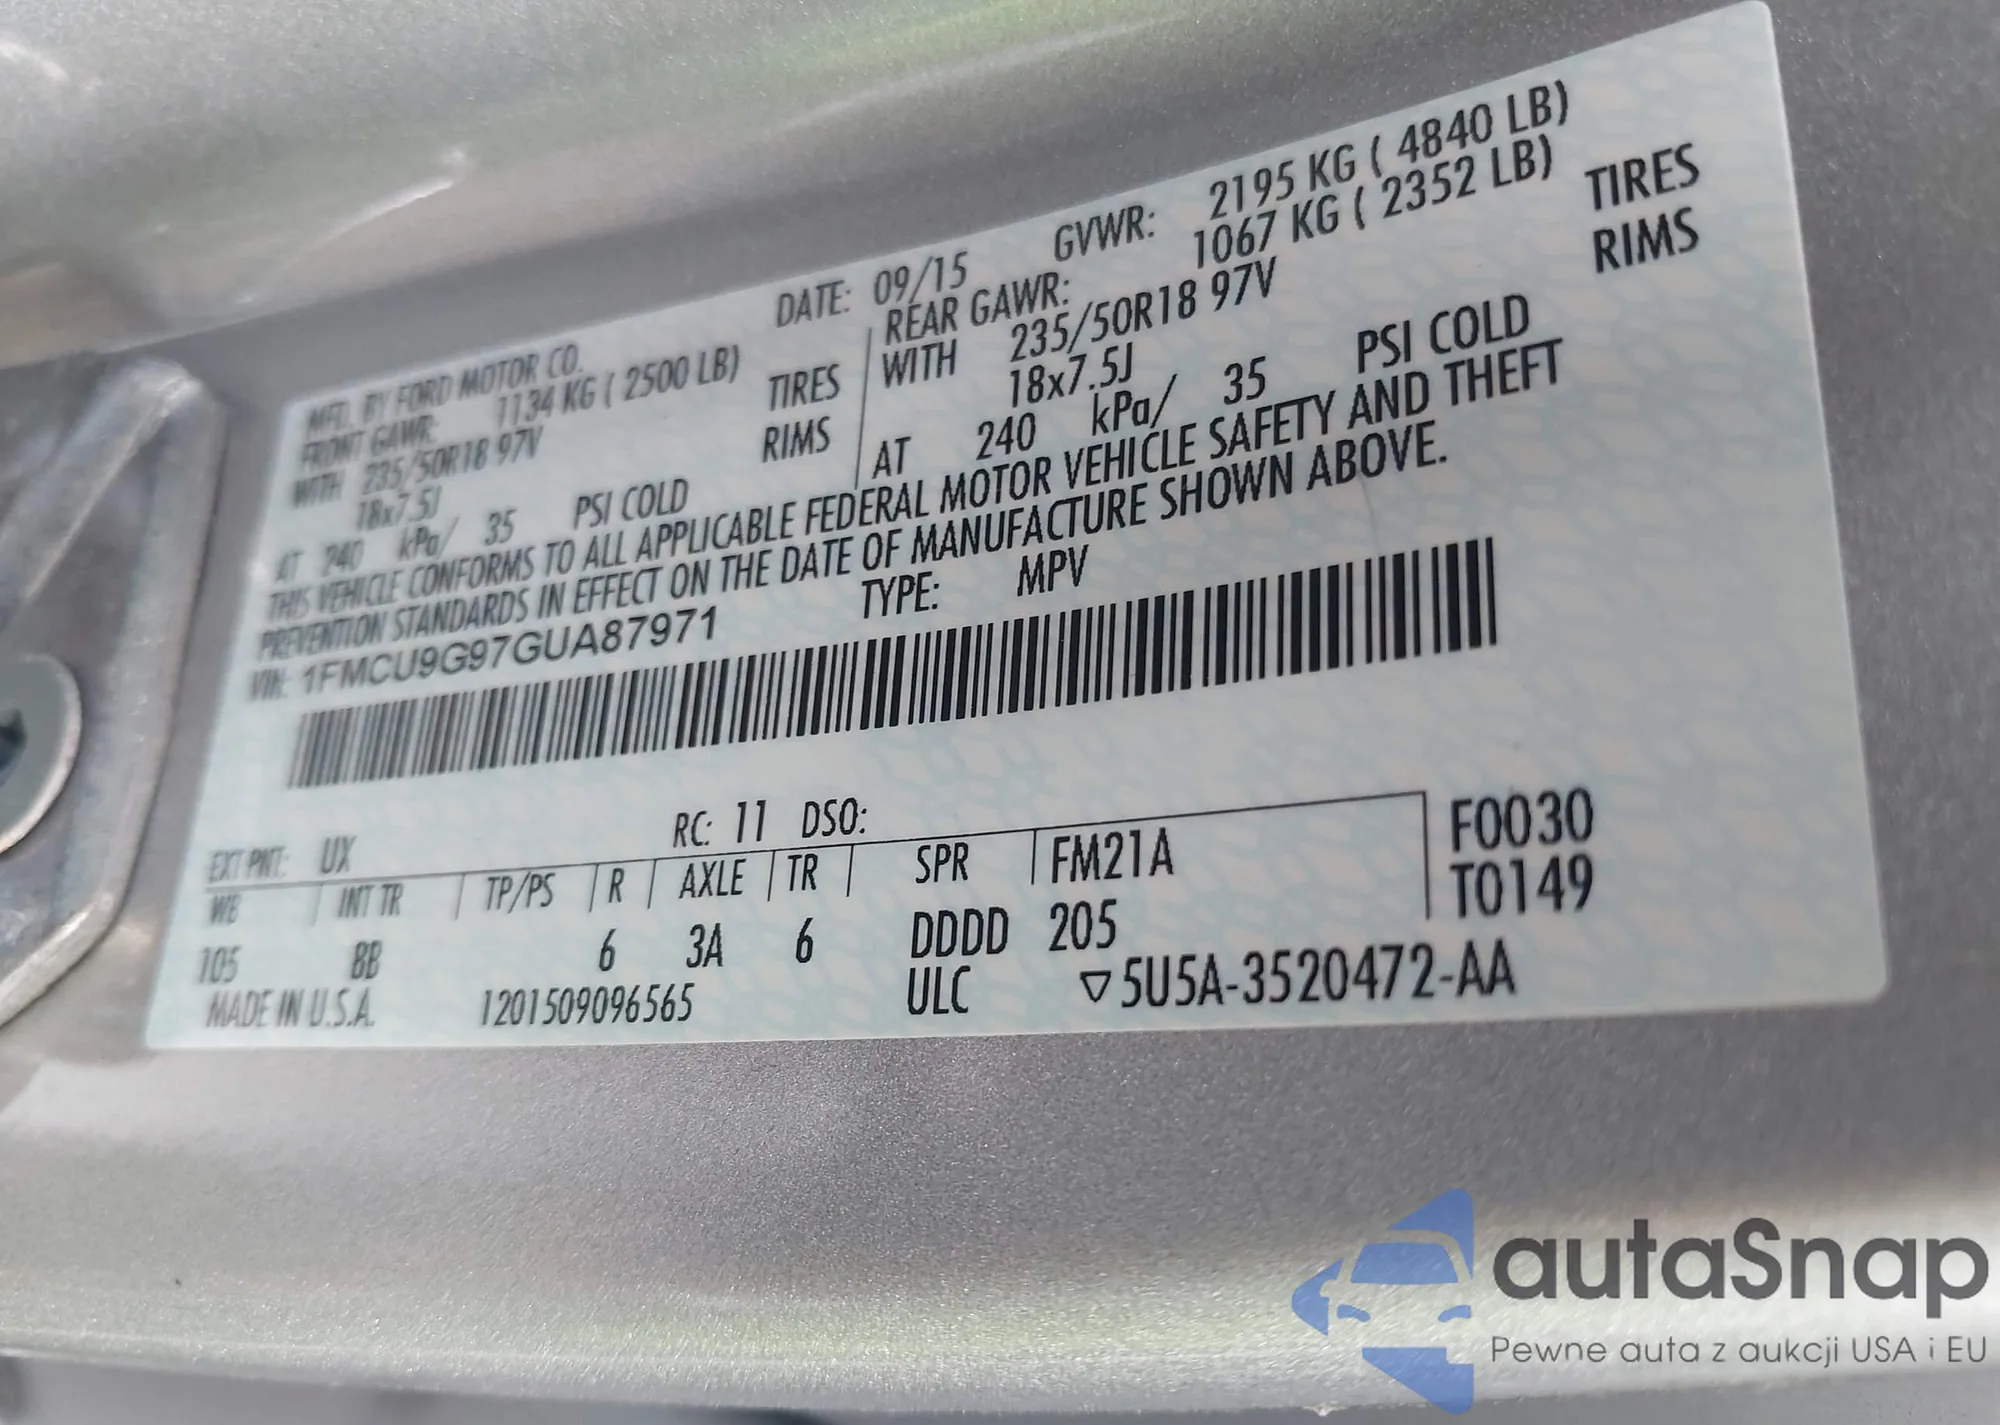 MFD. BY FORD MOTOR CO.
DATE: 09/15 GVWR: 2195 KG ( 4840 LB)
FRONT GAWR: 1134 KG ( 2500 LB) REAR GAWR: 1067 KG ( 2352 LB)
WITH 235/50R18 97V TIRES WITH 235/50R18 97V TIRES
18x7.5J RIMS 18x7.5J RIMS
AT 240 kPa/ 35 PSI COLD AT 240 kPa/ 35 PSI COLD
THIS VEHICLE CONFORMS TO ALL APPLICABLE FEDERAL MOTOR VEHICLE SAFETY AND THEFT
PREVENTION STANDARDS IN EFFECT ON THE DATE OF MANUFACTURE SHOWN ABOVE.
VIN: 1FMCU9G97GUA87971 TYPE: MPV
EXT PNT: UX RC: 11 DSO: F0030
WB INT TR TP/PS R AXLE TR SPR FM21A T0149
105 8B 6 3A 6 DDDD 205
MADE IN U.S.A. 1201509096565 ULC ▽5U5A-3520472-AA
autaSnap
Pewne auta z aukcji USA i EU